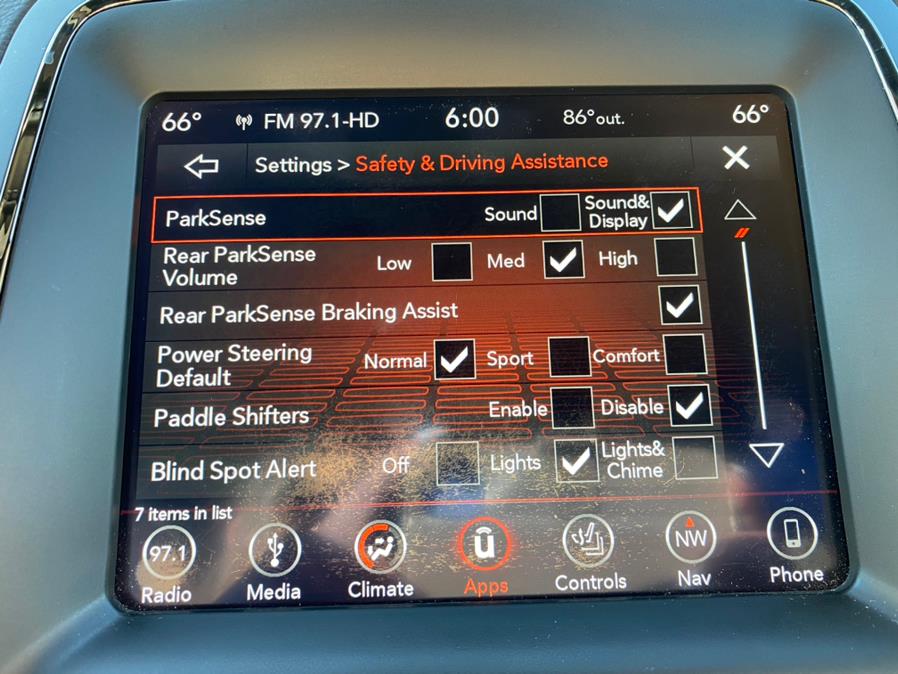 66° FM 97.1-HD 6:00 86° out. 66°
Settings > Safety & Driving Assistance
ParkSense Sound Sound& Display
Rear ParkSense Volume Low Med High
Rear ParkSense Braking Assist
Power Steering Default Normal Sport Comfort
Paddle Shifters Enable Disable
Blind Spot Alert Off Lights Lights& Chime
7 items in list
97.1 NW
Radio Media Climate Apps Controls Nav Phone